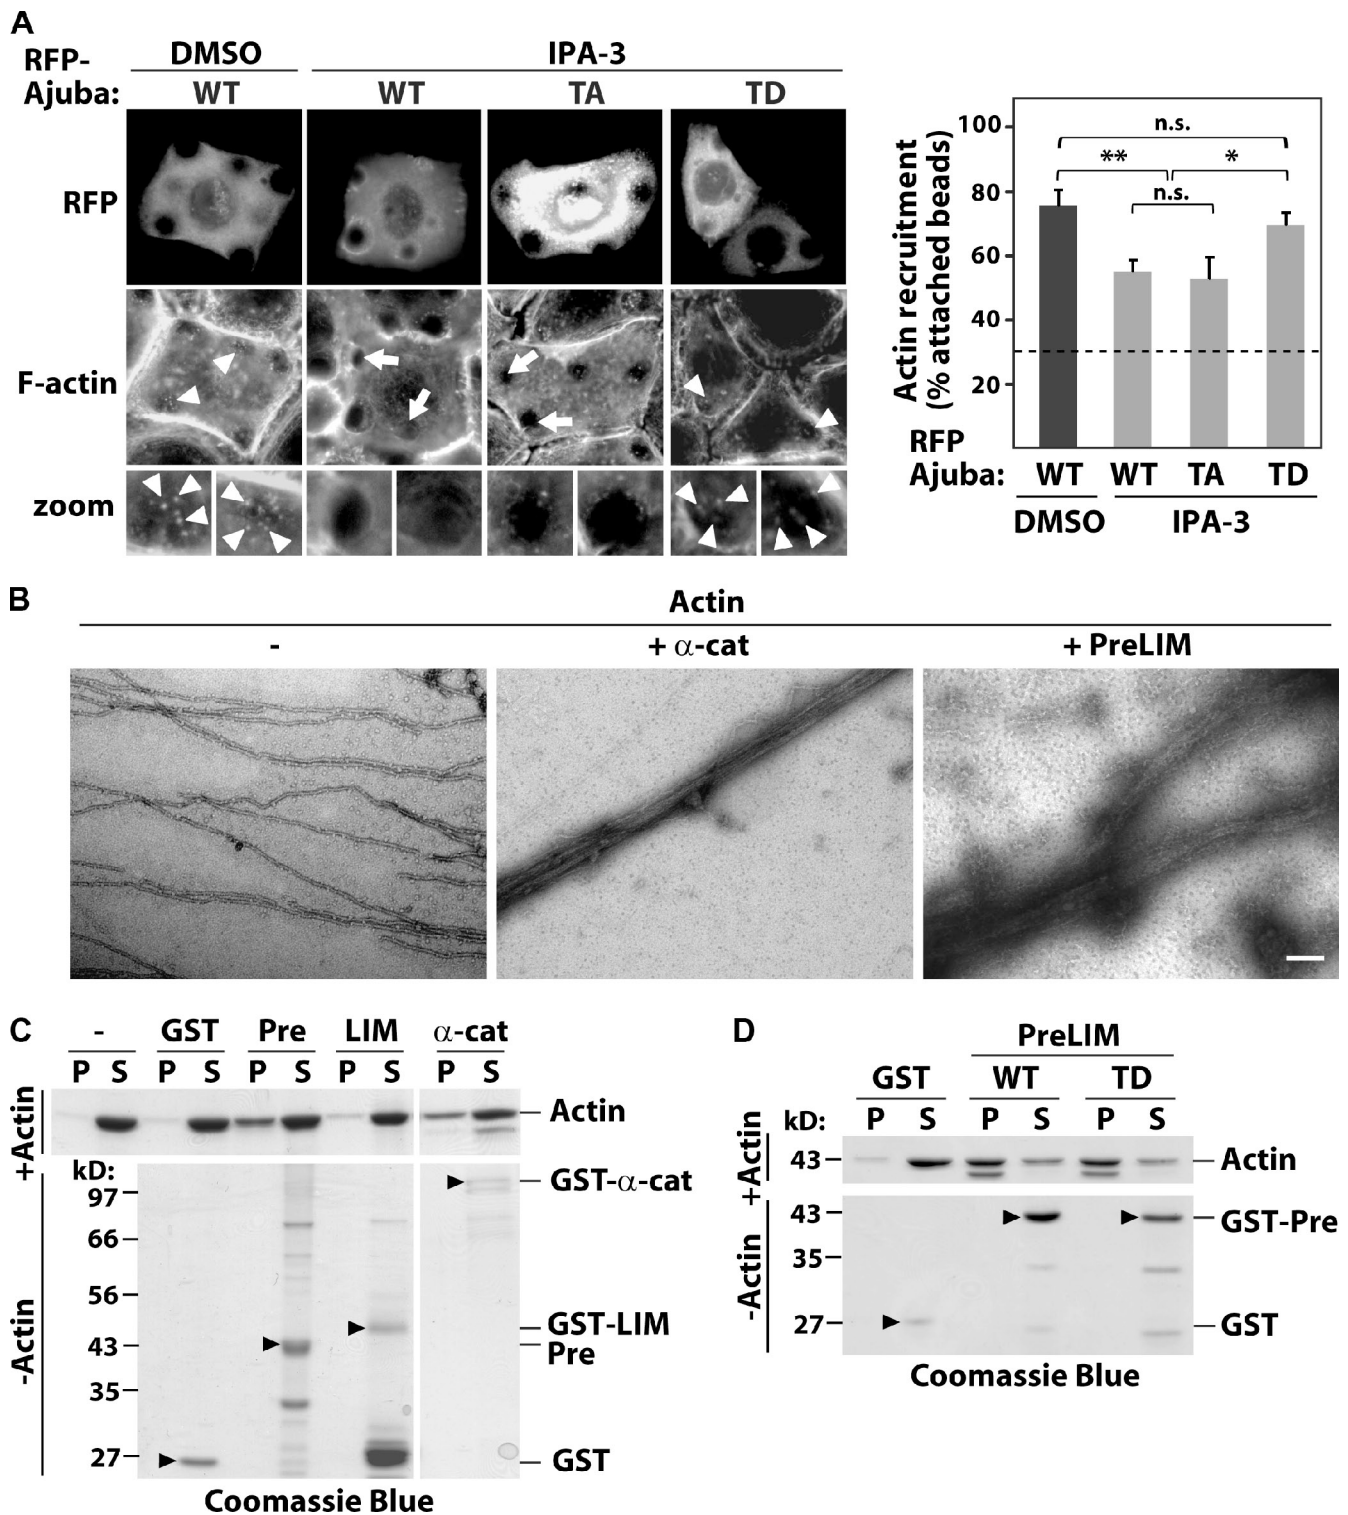 A
RFP-
Ajuba:
DMSO
IPA-3
WT
WT
TA
TD
RFP
F-actin
zoom
Actin recruitment
(% attached beads)
100
80
60
40
20
n.s.
**
*
n.s.
RFP
Ajuba:
WT
WT
TA
TD
DMSO
IPA-3
B
Actin
-
+ α-cat
+ PreLIM
C
-
GST
Pre
LIM
α-cat
P S P S P S P S P S
+Actin
Actin
-Actin
kD:
97
66
56
43
35
27
GST-α-cat
GST-LIM
Pre
GST
Coomassie Blue
D
PreLIM
GST
WT
TD
kD:
P S P S P S
+Actin
43
Actin
-Actin
43
35
27
GST-Pre
GST
Coomassie Blue